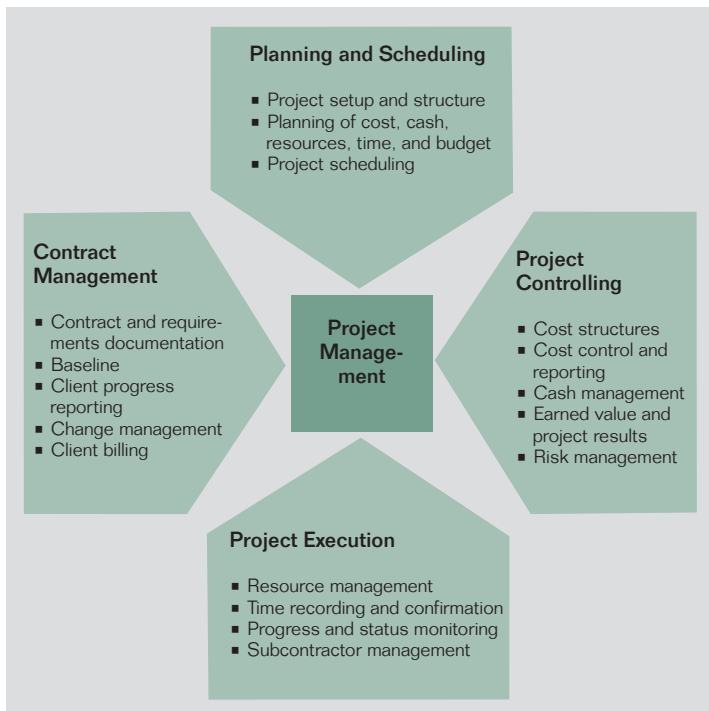 Planning and Scheduling
▪ Project setup and structure
▪ Planning of cost, cash,
resources, time, and budget
▪ Project scheduling
Contract
Management
▪ Contract and require-
ments documentation
▪ Baseline
▪ Client progress
reporting
▪ Change management
▪ Client billing
Project
Manage-
ment
Project
Controlling
▪ Cost structures
▪ Cost control and
reporting
▪ Cash management
▪ Earned value and
project results
▪ Risk management
Project Execution
▪ Resource management
▪ Time recording and confirmation
▪ Progress and status monitoring
▪ Subcontractor management